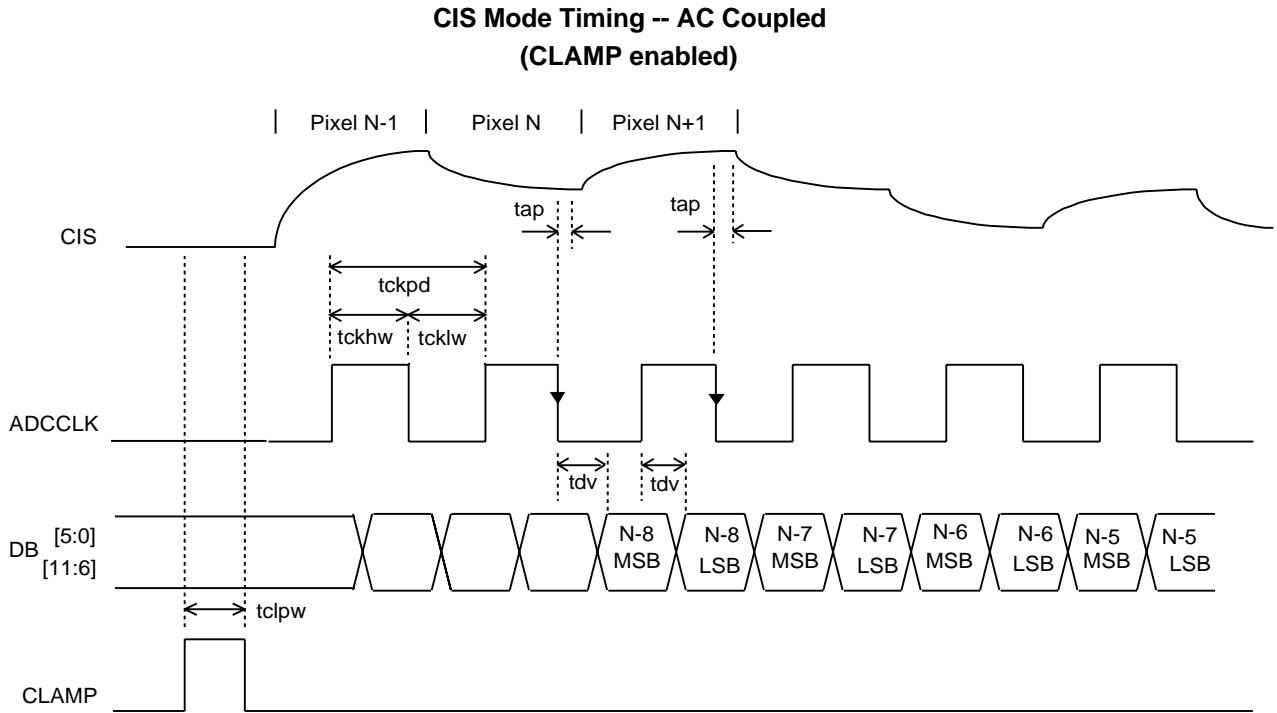 CIS Mode Timing -- AC Coupled
(CLAMP enabled)
| Pixel N-1 | Pixel N | Pixel N+1 |
tap
tap
CIS
tckpd
tckhw
tcklw
ADCCLK
tdv
tdv
DB
[5:0]
[11:6]
N-8
MSB
N-8
LSB
N-7
MSB
N-7
LSB
N-6
MSB
N-6
LSB
N-5
MSB
N-5
LSB
tclpw
CLAMP